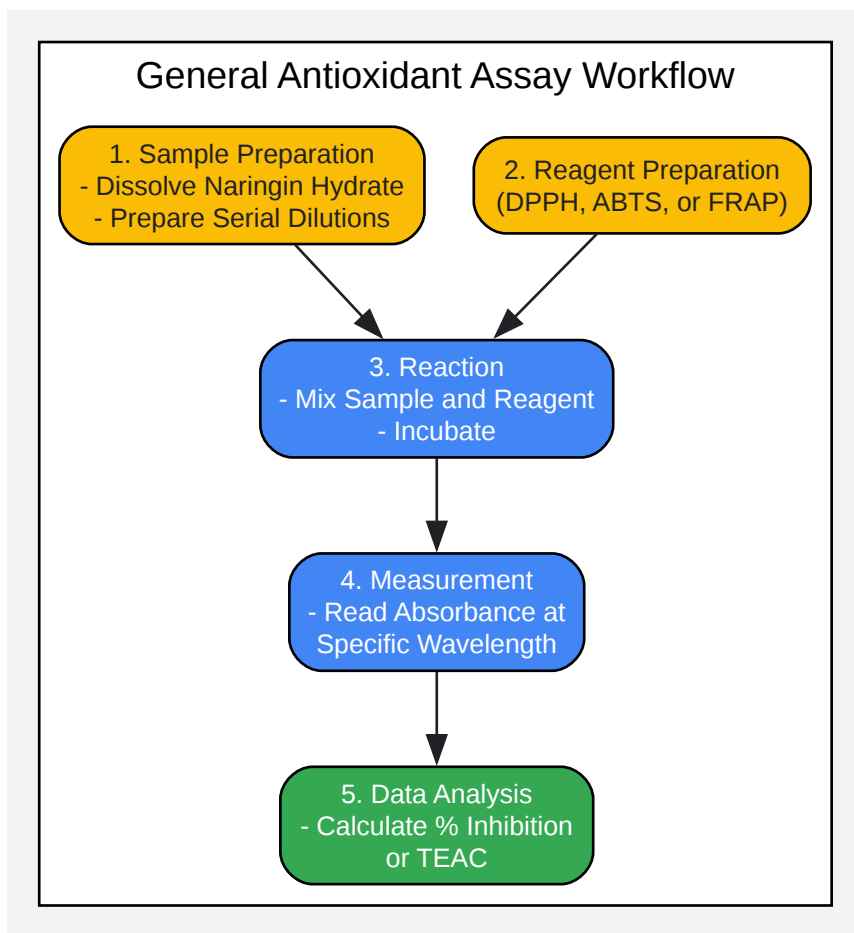 General Antioxidant Assay Workflow
1. Sample Preparation
- Dissolve Naringin Hydrate
- Prepare Serial Dilutions
2. Reagent Preparation
(DPPH, ABTS, or FRAP)
3. Reaction
- Mix Sample and Reagent
- Incubate
4. Measurement
- Read Absorbance at
Specific Wavelength
5. Data Analysis
- Calculate % Inhibition
or TEAC